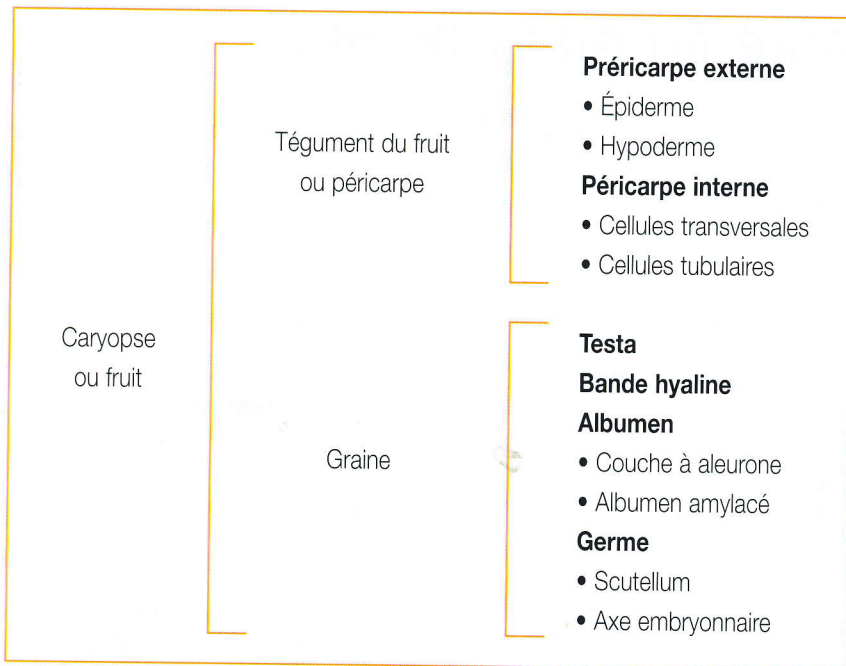 Caryopse
ou fruit
Tégument du fruit
ou péricarpe
Préricarpe externe
• Épiderme
• Hypoderme
Péricarpe interne
• Cellules transversales
• Cellules tubulaires
Graine
Testa
Bande hyaline
Albumen
• Couche à aleurone
• Albumen amylacé
Germe
• Scutellum
• Axe embryonnaire